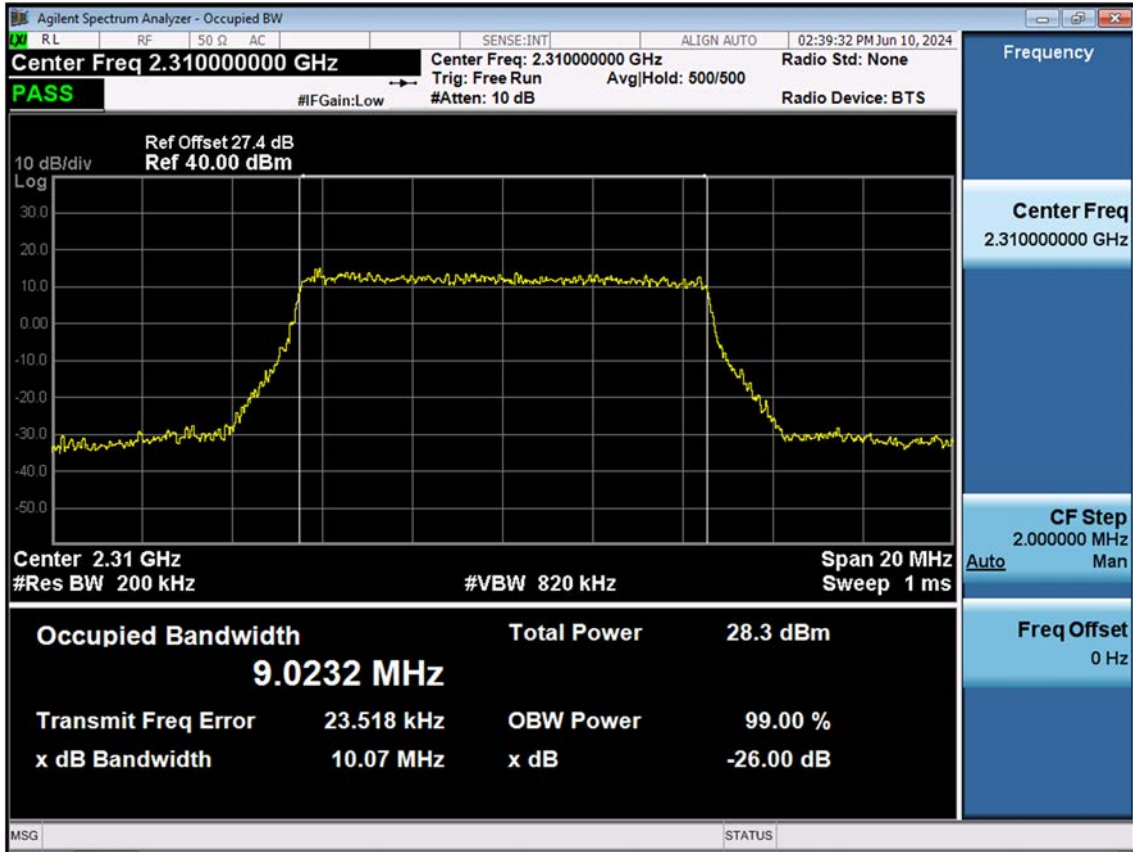 Agilent Spectrum Analyzer - Occupied BW
LXI RL RF 50 Ω AC SENSE:INT ALIGN AUTO 02:39:32 PM Jun 10, 2024
Center Freq 2.310000000 GHz
Center Freq: 2.310000000 GHz
Radio Std: None
Trig: Free Run Avg|Hold: 500/500
PASS
#IFGain:Low
#Atten: 10 dB
Radio Device: BTS
Ref Offset 27.4 dB
10 dB/div Ref 40.00 dBm
Log
30.0
20.0
10.0
0.00
-10.0
-20.0
-30.0
-40.0
-50.0
Center 2.31 GHz Span 20 MHz
#Res BW 200 kHz #VBW 820 kHz Sweep 1 ms
Occupied Bandwidth Total Power 28.3 dBm
9.0232 MHz
Transmit Freq Error 23.518 kHz OBW Power 99.00 %
x dB Bandwidth 10.07 MHz x dB -26.00 dB
MSG STATUS
Frequency
Center Freq
2.310000000 GHz
CF Step
2.000000 MHz
Auto Man
Freq Offset
0 Hz